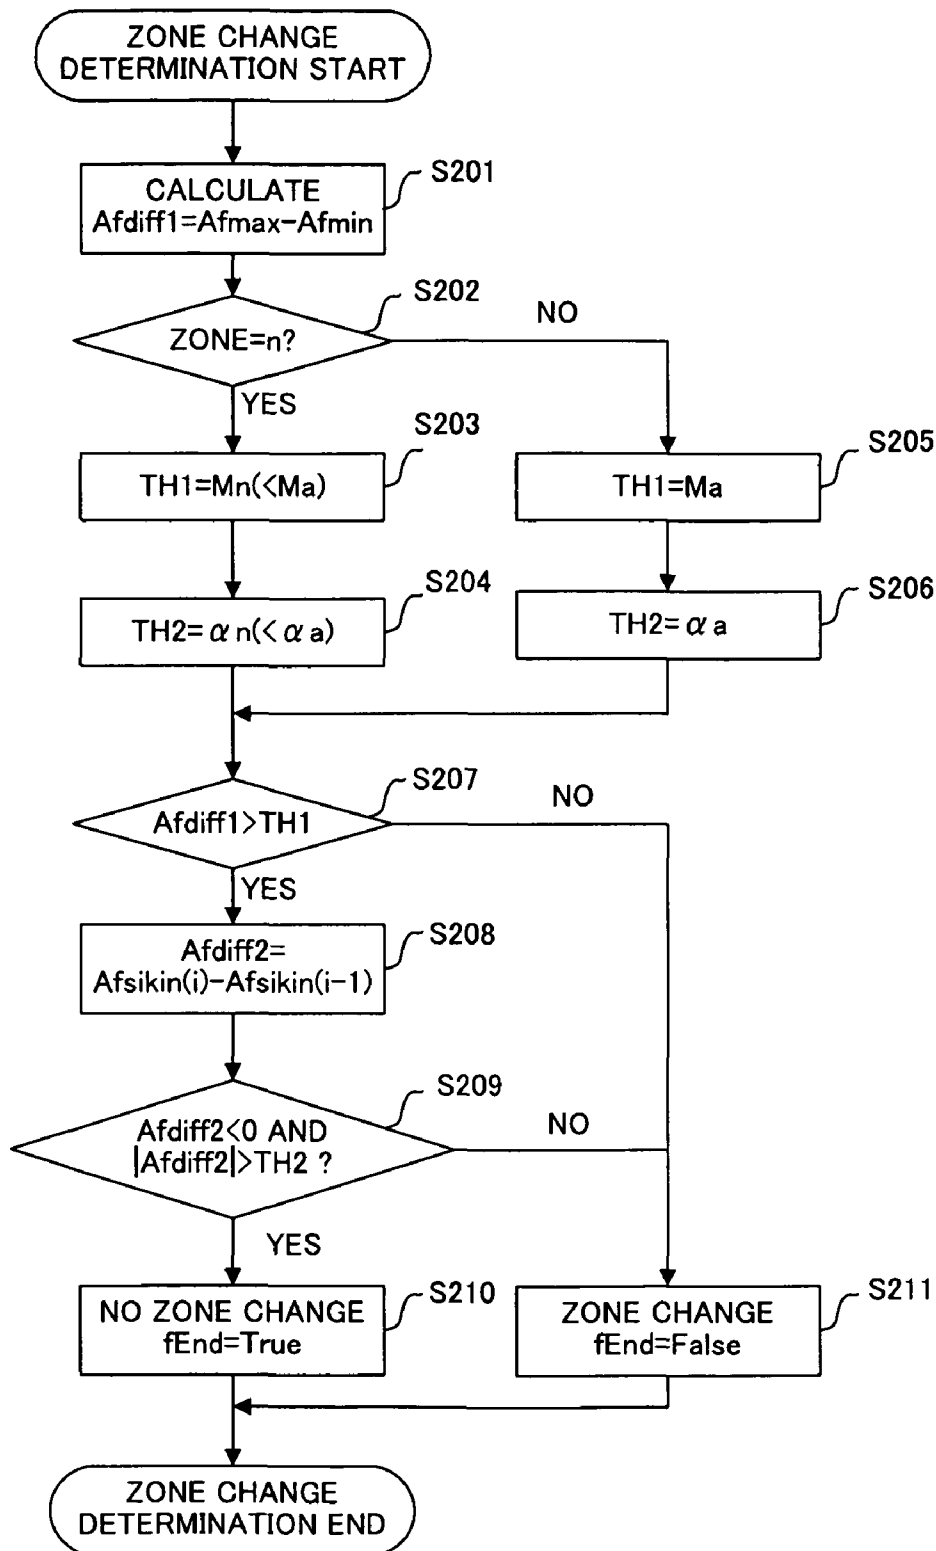 ZONE CHANGE
DETERMINATION START
S201
CALCULATE
Afdiff1=Afmax-Afmin
S202
NO
ZONE=n?
YES
S203
TH1=Mn(<Ma)
S205
TH1=Ma
S204
TH2=αn(<αa)
S206
TH2=αa
S207
NO
Afdiff1>TH1
YES
S208
Afdiff2=
Afsikin(i)-Afsikin(i-1)
S209
NO
Afdiff2<0 AND
|Afdiff2|>TH2 ?
YES
S210
NO ZONE CHANGE
fEnd=True
S211
ZONE CHANGE
fEnd=False
ZONE CHANGE
DETERMINATION END